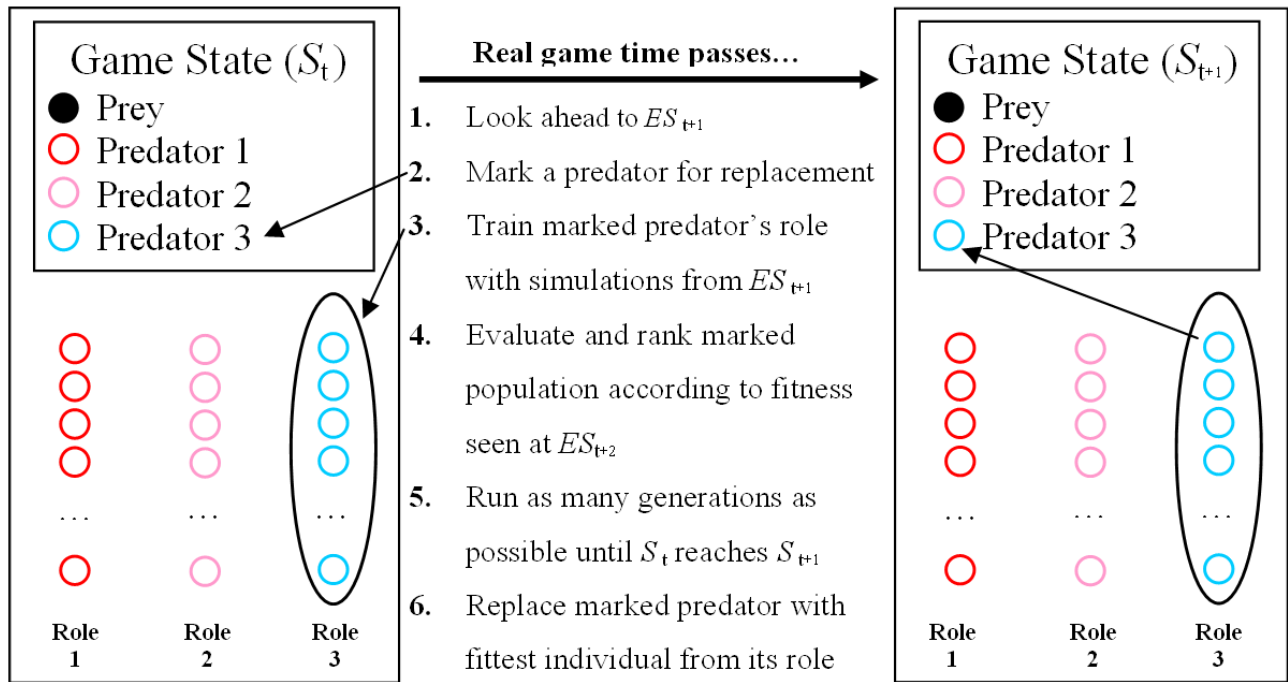 Game State (St)
Prey
Predator 1
Predator 2
Predator 3
... ... ...
Role Role Role
1 2 3
Real game time passes…
1. Look ahead to ES t+1
2. Mark a predator for replacement
3. Train marked predator's role
with simulations from ES t+1
4. Evaluate and rank marked
population according to fitness
seen at ESt+2
5. Run as many generations as
possible until St reaches St+1
6. Replace marked predator with
fittest individual from its role
Game State (St+1)
Prey
Predator 1
Predator 2
Predator 3
... ... ...
Role Role Role
1 2 3